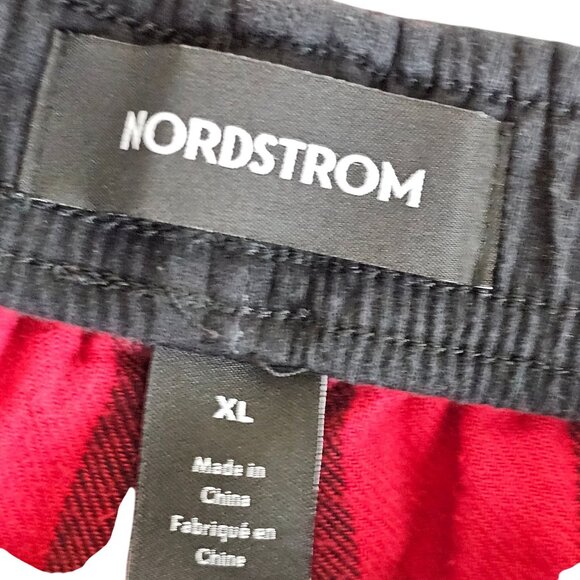 NORDSTROM
XL
Made in
China
Fabriqué en
Chine